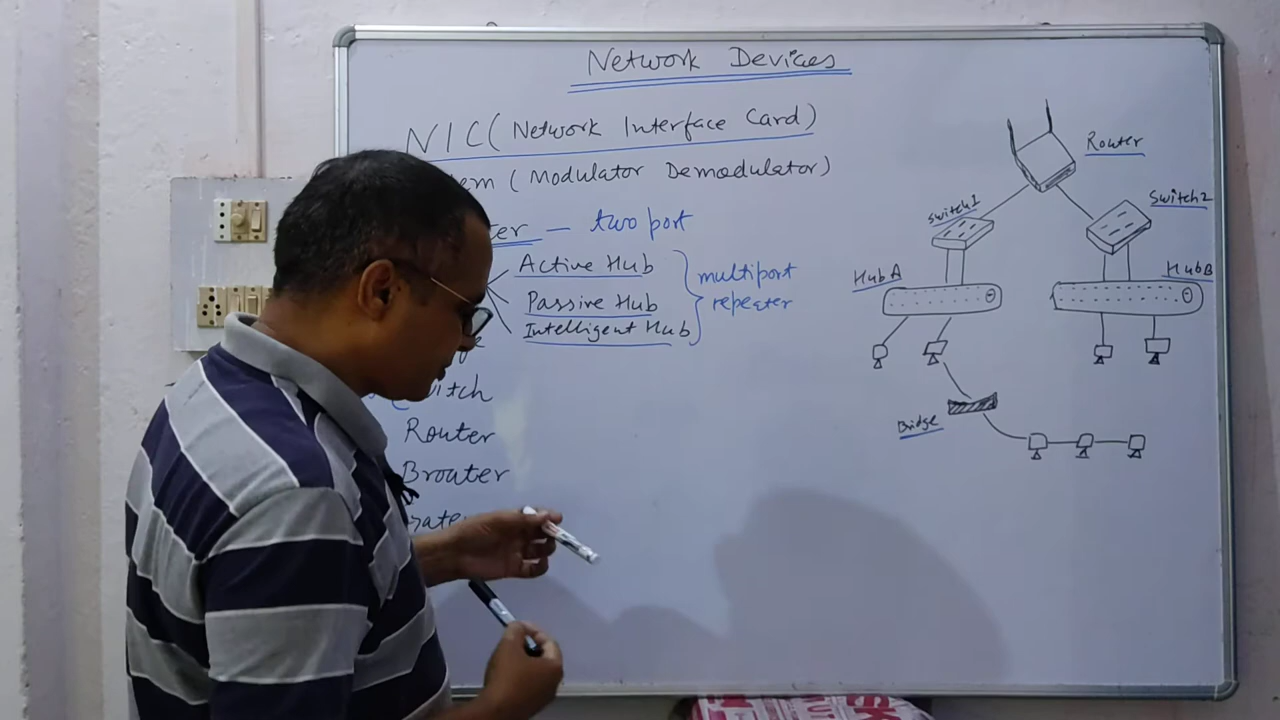 Network Devices
NIC (Network Interface Card)
(Modulator Demodulator)
— two port
Active Hub
Passive Hub
Intelligent Hub
multiport
repeater
Router
Brouter
Router
Switch1
Switch2
Hub A
Hub B
Bridge